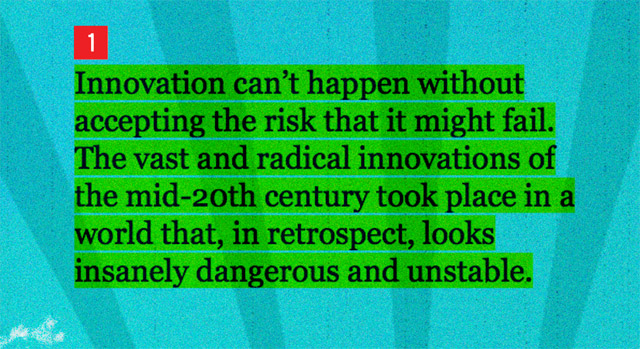 1
Innovation can’t happen without
accepting the risk that it might fail.
The vast and radical innovations of
the mid-20th century took place in a
world that, in retrospect, looks
insanely dangerous and unstable.